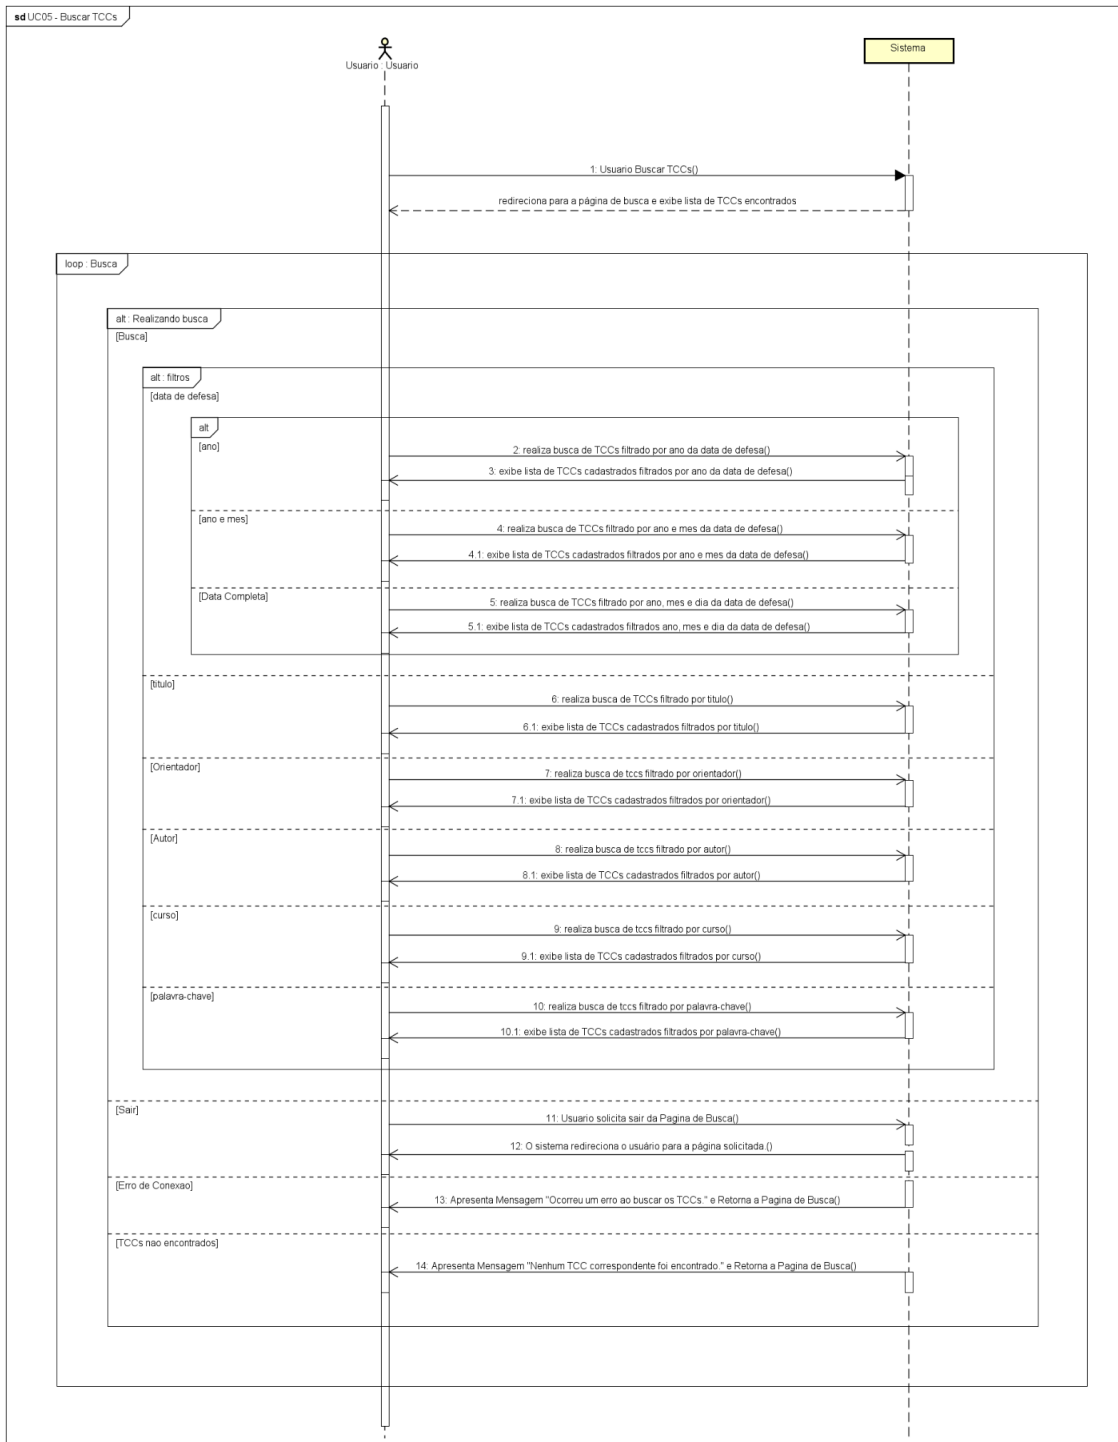 sd UC05 - Buscar TCCs
Usuario : Usuario
Sistema
1: Usuario Buscar TCCs()
redireciona para a página de busca e exibe lista de TCCs encontrados
loop : Busca
alt : Realizando busca
[Busca]
alt : filtros
[data de defesa]
alt
[ano]
2: realiza busca de TCCs filtrado por ano da data de defesa()
3: exibe lista de TCCs cadastrados filtrados por ano da data de defesa()
[ano e mes]
4: realiza busca de TCCs filtrado por ano e mes da data de defesa()
4.1: exibe lista de TCCs cadastrados filtrados por ano e mes da data de defesa()
[Data Completa]
5: realiza busca de TCCs filtrado por ano, mes e dia da data de defesa()
5.1: exibe lista de TCCs cadastrados filtrados ano, mes e dia da data de defesa()
[titulo]
6: realiza busca de TCCs filtrado por titulo()
6.1: exibe lista de TCCs cadastrados filtrados por titulo()
[Orientador]
7: realiza busca de tccs filtrado por orientador()
7.1: exibe lista de TCCs cadastrados filtrados por orientador()
[Autor]
8: realiza busca de tccs filtrado por autor()
8.1: exibe lista de TCCs cadastrados filtrados por autor()
[curso]
9: realiza busca de tccs filtrado por curso()
9.1: exibe lista de TCCs cadastrados filtrados por curso()
[palavra-chave]
10: realiza busca de tccs filtrado por palavra-chave()
10.1: exibe lista de TCCs cadastrados filtrados por palavra-chave()
[Sair]
11: Usuario solicita sair da Pagina de Busca()
12: O sistema redireciona o usuário para a página solicitada.()
[Erro de Conexao]
13: Apresenta Mensagem "Ocorreu um erro ao buscar os TCCs." e Retorna a Pagina de Busca()
[TCCs nao encontrados]
14: Apresenta Mensagem "Nenhum TCC correspondente foi encontrado." e Retorna a Pagina de Busca()